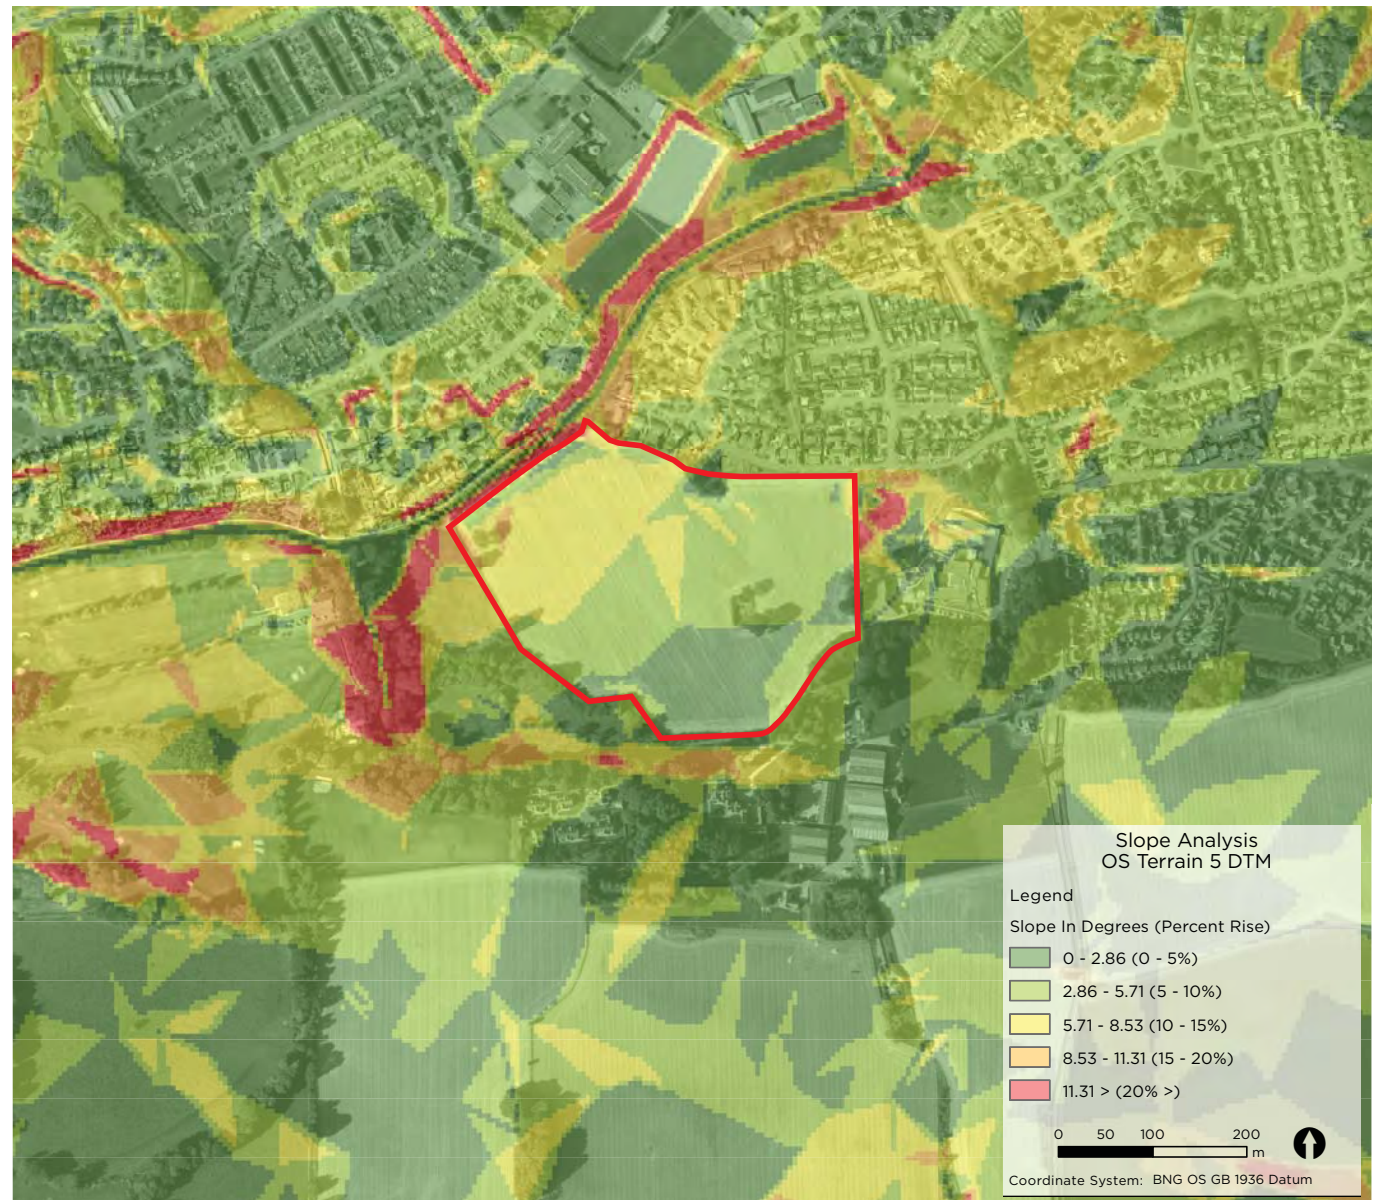 Slope Analysis
OS Terrain 5 DTM
Legend
Slope In Degrees (Percent Rise)
0 - 2.86 (0 - 5%)
2.86 - 5.71 (5 - 10%)
5.71 - 8.53 (10 - 15%)
8.53 - 11.31 (15 - 20%)
11.31 > (20% >)
0 50 100 200
m
Coordinate System: BNG OS GB 1936 Datum